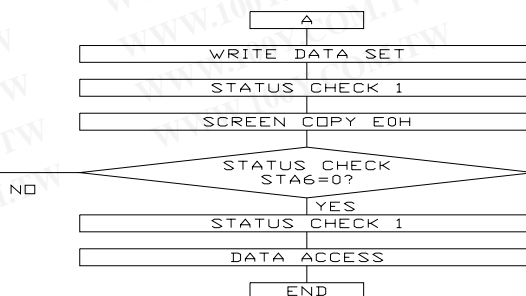 A
WRITE DATA SET
STATUS CHECK 1
SCREEN COPY E0H
STATUS CHECK
STA6=0?
NO
YES
STATUS CHECK 1
DATA ACCESS
END